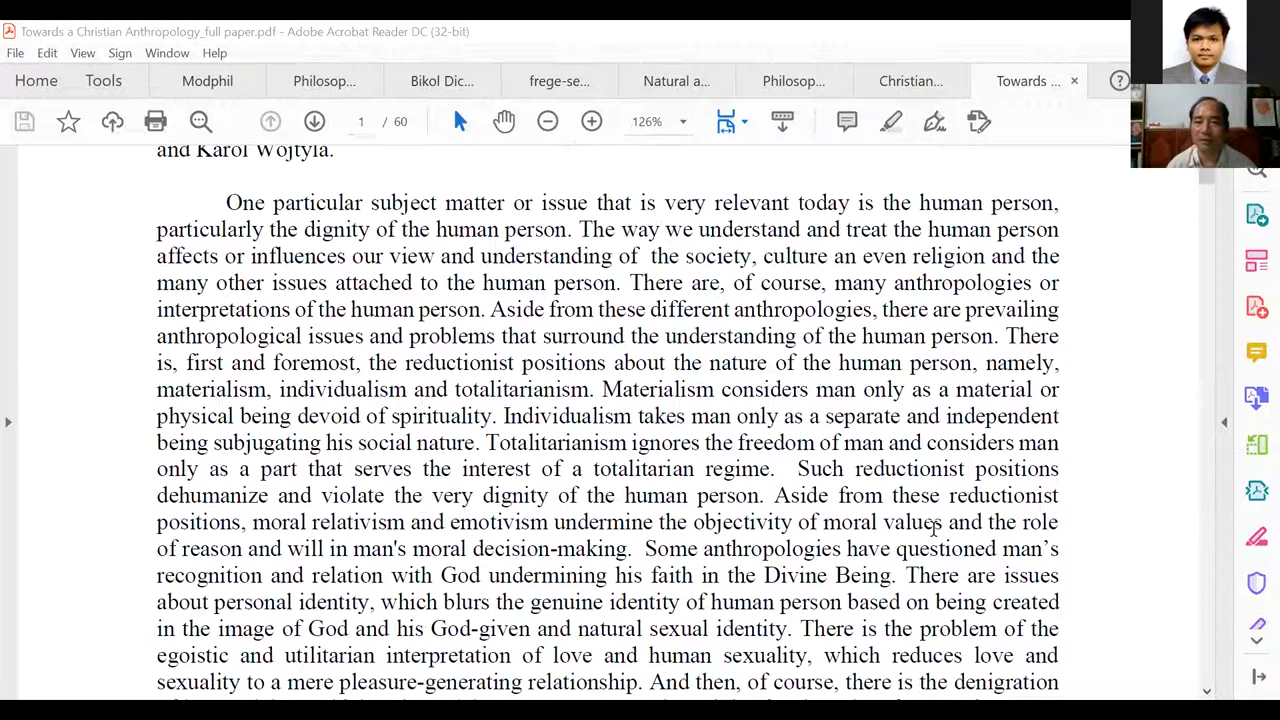 Towards a Christian Anthropology_full paper.pdf - Adobe Acrobat Reader DC (32-bit)
File Edit View Sign Window Help
Home Tools Modphil Philosop... Bikol Dic... frege-se... Natural a... Philosop... Christian... Towards ... ×
1 / 60 126%
and Karol Wojtyla.
One particular subject matter or issue that is very relevant today is the human person,
particularly the dignity of the human person. The way we understand and treat the human person
affects or influences our view and understanding of the society, culture an even religion and the
many other issues attached to the human person. There are, of course, many anthropologies or
interpretations of the human person. Aside from these different anthropologies, there are prevailing
anthropological issues and problems that surround the understanding of the human person. There
is, first and foremost, the reductionist positions about the nature of the human person, namely,
materialism, individualism and totalitarianism. Materialism considers man only as a material or
physical being devoid of spirituality. Individualism takes man only as a separate and independent
being subjugating his social nature. Totalitarianism ignores the freedom of man and considers man
only as a part that serves the interest of a totalitarian regime. Such reductionist positions
dehumanize and violate the very dignity of the human person. Aside from these reductionist
positions, moral relativism and emotivism undermine the objectivity of moral values and the role
of reason and will in man's moral decision-making. Some anthropologies have questioned man’s
recognition and relation with God undermining his faith in the Divine Being. There are issues
about personal identity, which blurs the genuine identity of human person based on being created
in the image of God and his God-given and natural sexual identity. There is the problem of the
egoistic and utilitarian interpretation of love and human sexuality, which reduces love and
sexuality to a mere pleasure-generating relationship. And then, of course, there is the denigration